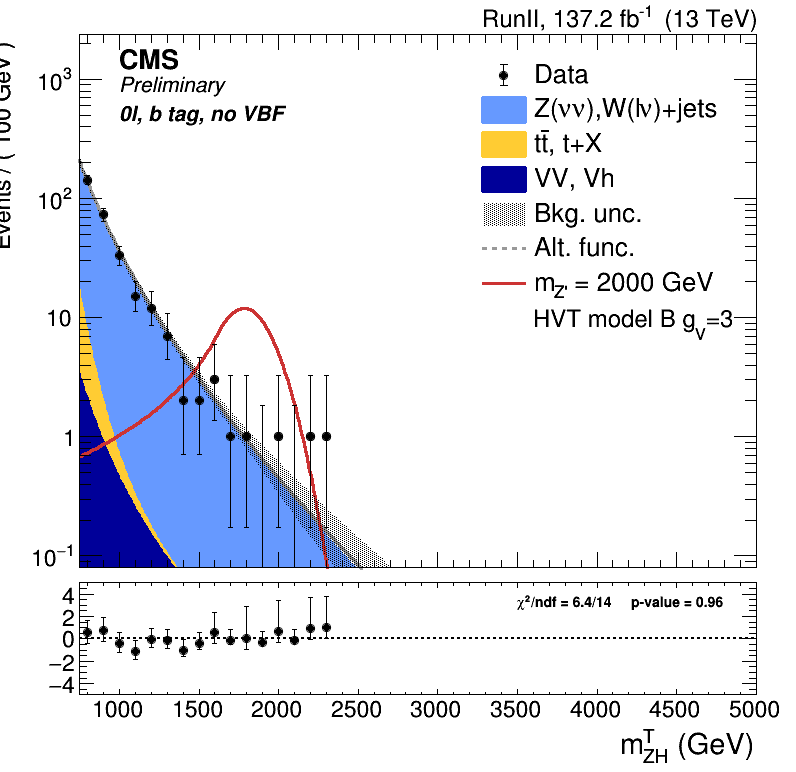 RunII, 137.2 fb⁻¹ (13 TeV)
CMS
Preliminary
0l, b tag, no VBF
Data
Z(νν),W(lν)+jets
tt̄, t+X
VV, Vh
Bkg. unc.
Alt. func.
m_Z' = 2000 GeV
HVT model B g_V=3
Events / ( 100 GeV )
10³
10²
10
1
10⁻¹
χ²/ndf = 6.4/14 p-value = 0.96
4
2
0
−2
−4
1000 1500 2000 2500 3000 3500 4000 4500 5000
m^T_ZH (GeV)